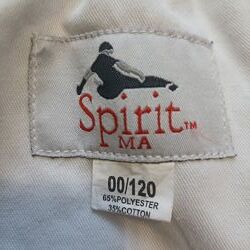 Spirit™
MA
00/120
65%POLYESTER
35%COTTON